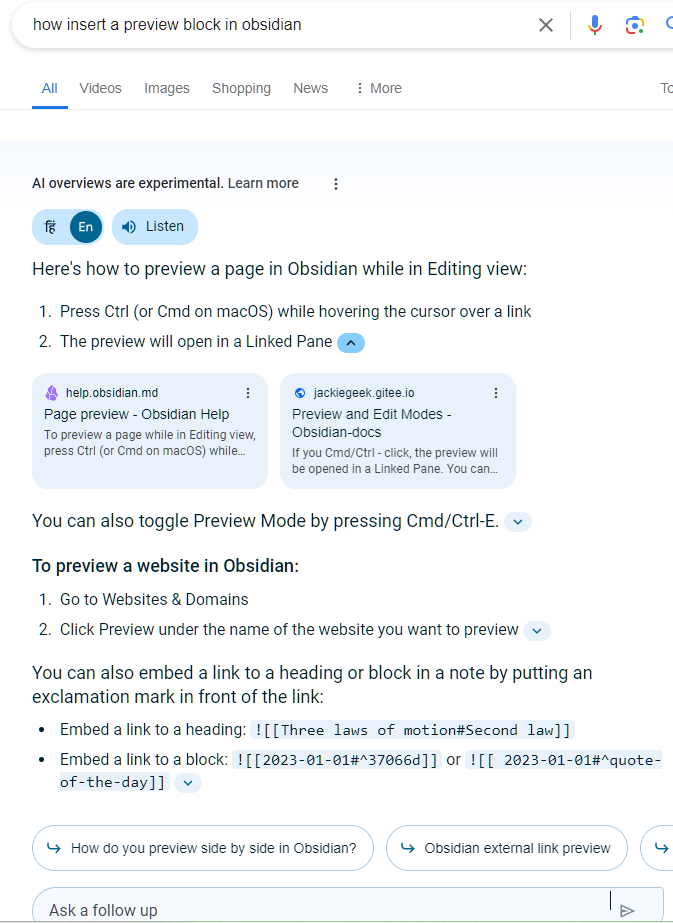 how insert a preview block in obsidian
All Videos Images Shopping News More To
AI overviews are experimental. Learn more
हिं En Listen
Here's how to preview a page in Obsidian while in Editing view:
1. Press Ctrl (or Cmd on macOS) while hovering the cursor over a link
2. The preview will open in a Linked Pane
help.obsidian.md
Page preview - Obsidian Help
To preview a page while in Editing view,
press Ctrl (or Cmd on macOS) while...
jackiegeek.gitee.io
Preview and Edit Modes -
Obsidian-docs
If you Cmd/Ctrl - click, the preview will
be opened in a Linked Pane. You can...
You can also toggle Preview Mode by pressing Cmd/Ctrl-E.
To preview a website in Obsidian:
1. Go to Websites & Domains
2. Click Preview under the name of the website you want to preview
You can also embed a link to a heading or block in a note by putting an
exclamation mark in front of the link:
• Embed a link to a heading: ![[Three laws of motion#Second law]]
• Embed a link to a block: ![[2023-01-01#^37066d]] or ![[ 2023-01-01#^quote-
of-the-day]]
How do you preview side by side in Obsidian? Obsidian external link preview
Ask a follow up